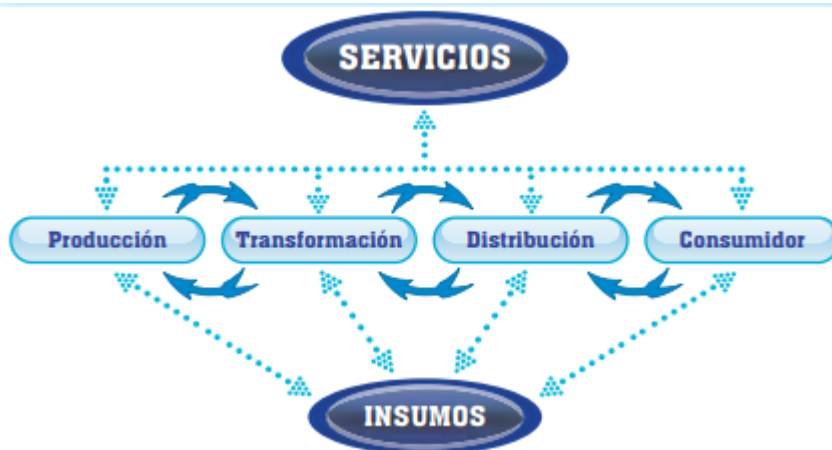 SERVICIOS
Producción
Transformación
Distribución
Consumidor
INSUMOS